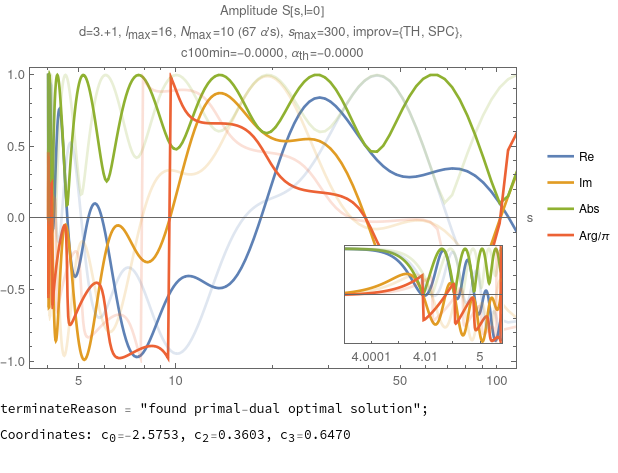 Amplitude S[s,l=0]
d=3.+1, lmax=16, Nmax=10 (67 α's), smax=300, improv={TH, SPC},
c100min=-0.0000, αth=-0.0000
1.0
0.5
0.0
-0.5
-1.0
5
10
50
100
s
Re
Im
Abs
Arg/π
4.0001
4.01
5
terminateReason = "found primal-dual optimal solution";
Coordinates: c0=-2.5753, c2=0.3603, c3=0.6470